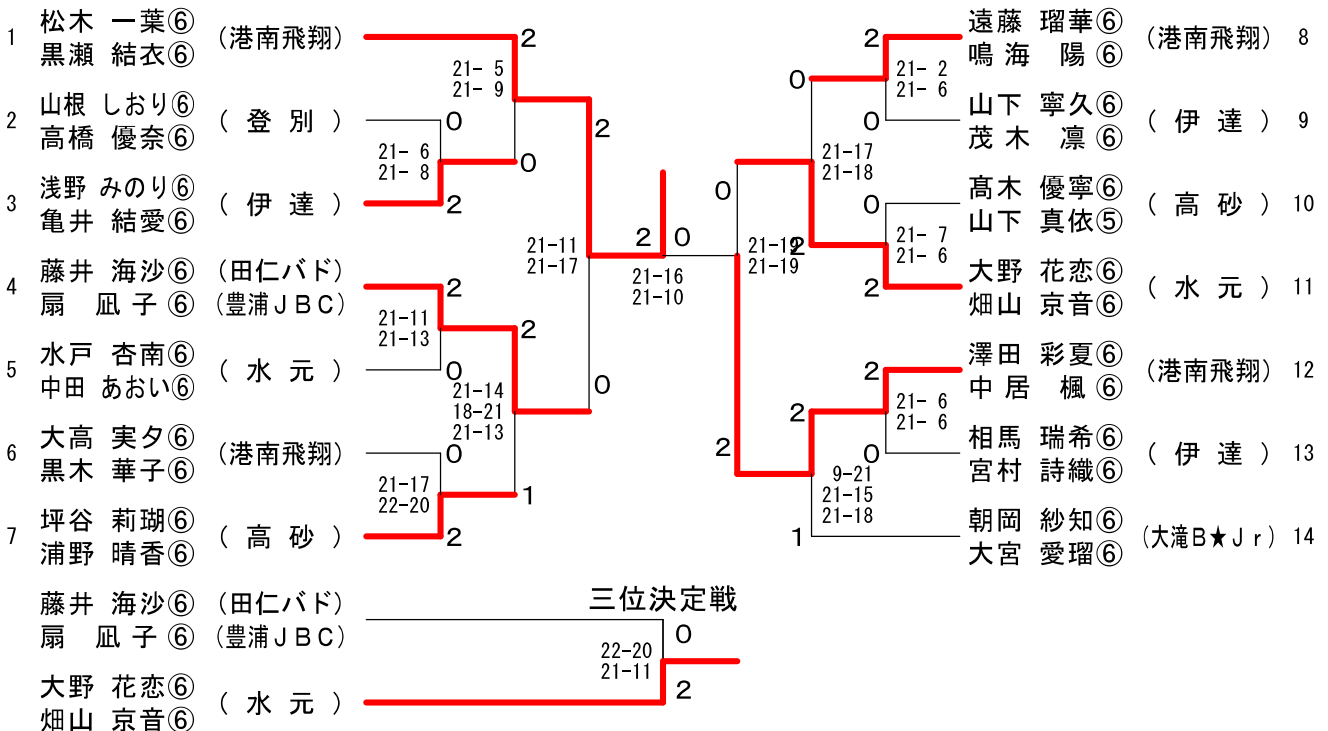 1 松木 一葉⑥ (港南飛翔)
黒瀬 結衣⑥
2 山根 しおり⑥ ( 登 別 )
高橋 優奈⑥
3 浅野 みのり⑥ ( 伊 達 )
亀井 結愛⑥
4 藤井 海沙⑥ (田仁バド)
扇 凪子⑥ (豊浦JBC)
5 水戸 杏南⑥ ( 水 元 )
中田 あおい⑥
6 大高 実夕⑥ (港南飛翔)
黒木 華子⑥
7 坪谷 莉瑚⑥ ( 高 砂 )
浦野 晴香⑥
2
21- 5
21- 9
0
21- 6
21- 8
0
2
2
21-11
21-17
2
21-11
21-13
0
2
21-14
18-21
21-13
0
0
21-17
22-20
1
2
2 0
21-16
21-10
0
21-19
21-19
2
2
0
21- 2
21- 6
0
21-17
21-18
0
21- 7
21- 6
2
2
2
21- 6
21- 6
2
0
9-21
21-15
21-18
1
遠藤 瑠華⑥ (港南飛翔) 8
鳴海 陽⑥
山下 寧久⑥ ( 伊 達 ) 9
茂木 凛⑥
髙木 優寧⑥ ( 高 砂 ) 10
山下 真依⑤
大野 花恋⑥ ( 水 元 ) 11
畑山 京音⑥
澤田 彩夏⑥ (港南飛翔) 12
中居 楓⑥
相馬 瑞希⑥ ( 伊 達 ) 13
宮村 詩織⑥
朝岡 紗知⑥ (大滝B★Jr) 14
大宮 愛瑠⑥
三位決定戦
藤井 海沙⑥ (田仁バド)
扇 凪子⑥ (豊浦JBC)
0
22-20
21-11
2
大野 花恋⑥ ( 水 元 )
畑山 京音⑥